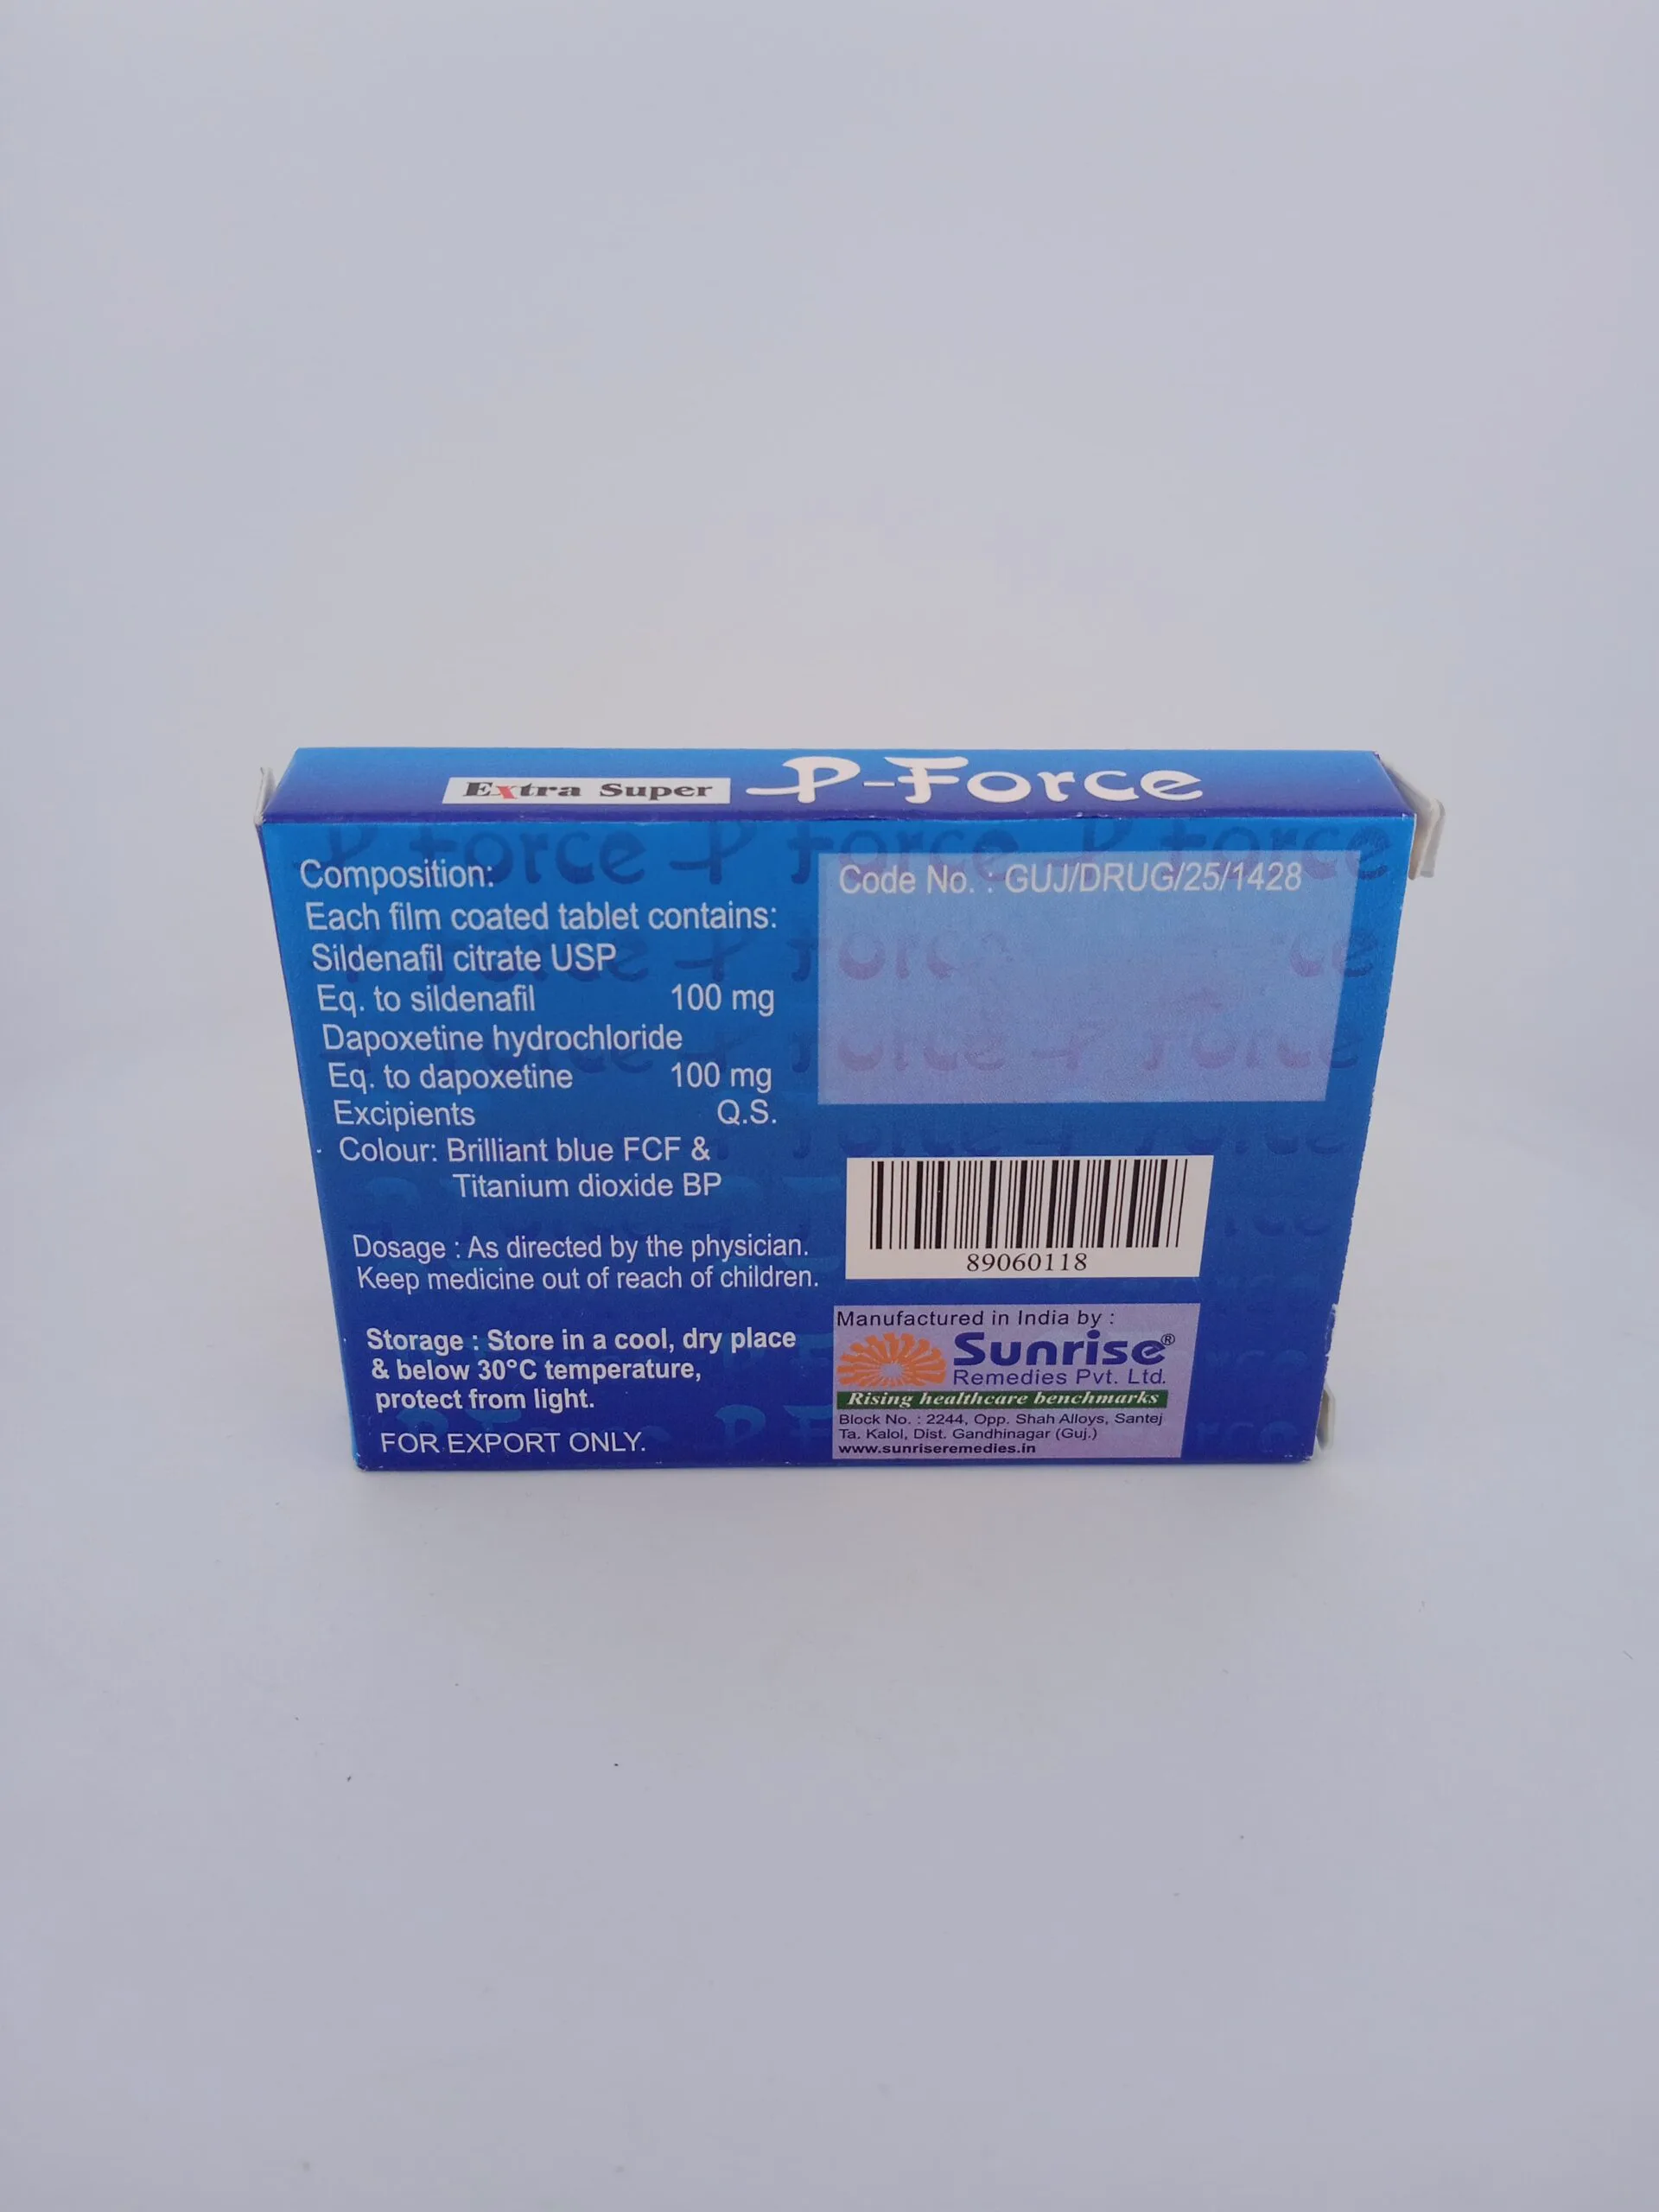 Extra Super P-Force
Composition:
Each film coated tablet contains:
Sildenafil citrate USP
Eq. to sildenafil 100 mg
Dapoxetine hydrochloride
Eq. to dapoxetine 100 mg
Excipients Q.S.
Colour: Brilliant blue FCF &
Titanium dioxide BP
Dosage : As directed by the physician.
Keep medicine out of reach of children.
Storage : Store in a cool, dry place
& below 30°C temperature,
protect from light.
FOR EXPORT ONLY.
Code No. : GUJ/DRUG/25/1428
89060118
Manufactured in India by :
Sunrise®
Remedies Pvt. Ltd.
Rising healthcare benchmarks
Block No. : 2244, Opp. Shah Alloys, Santej
Ta. Kalol, Dist. Gandhinagar (Guj.)
www.sunriseremedies.in